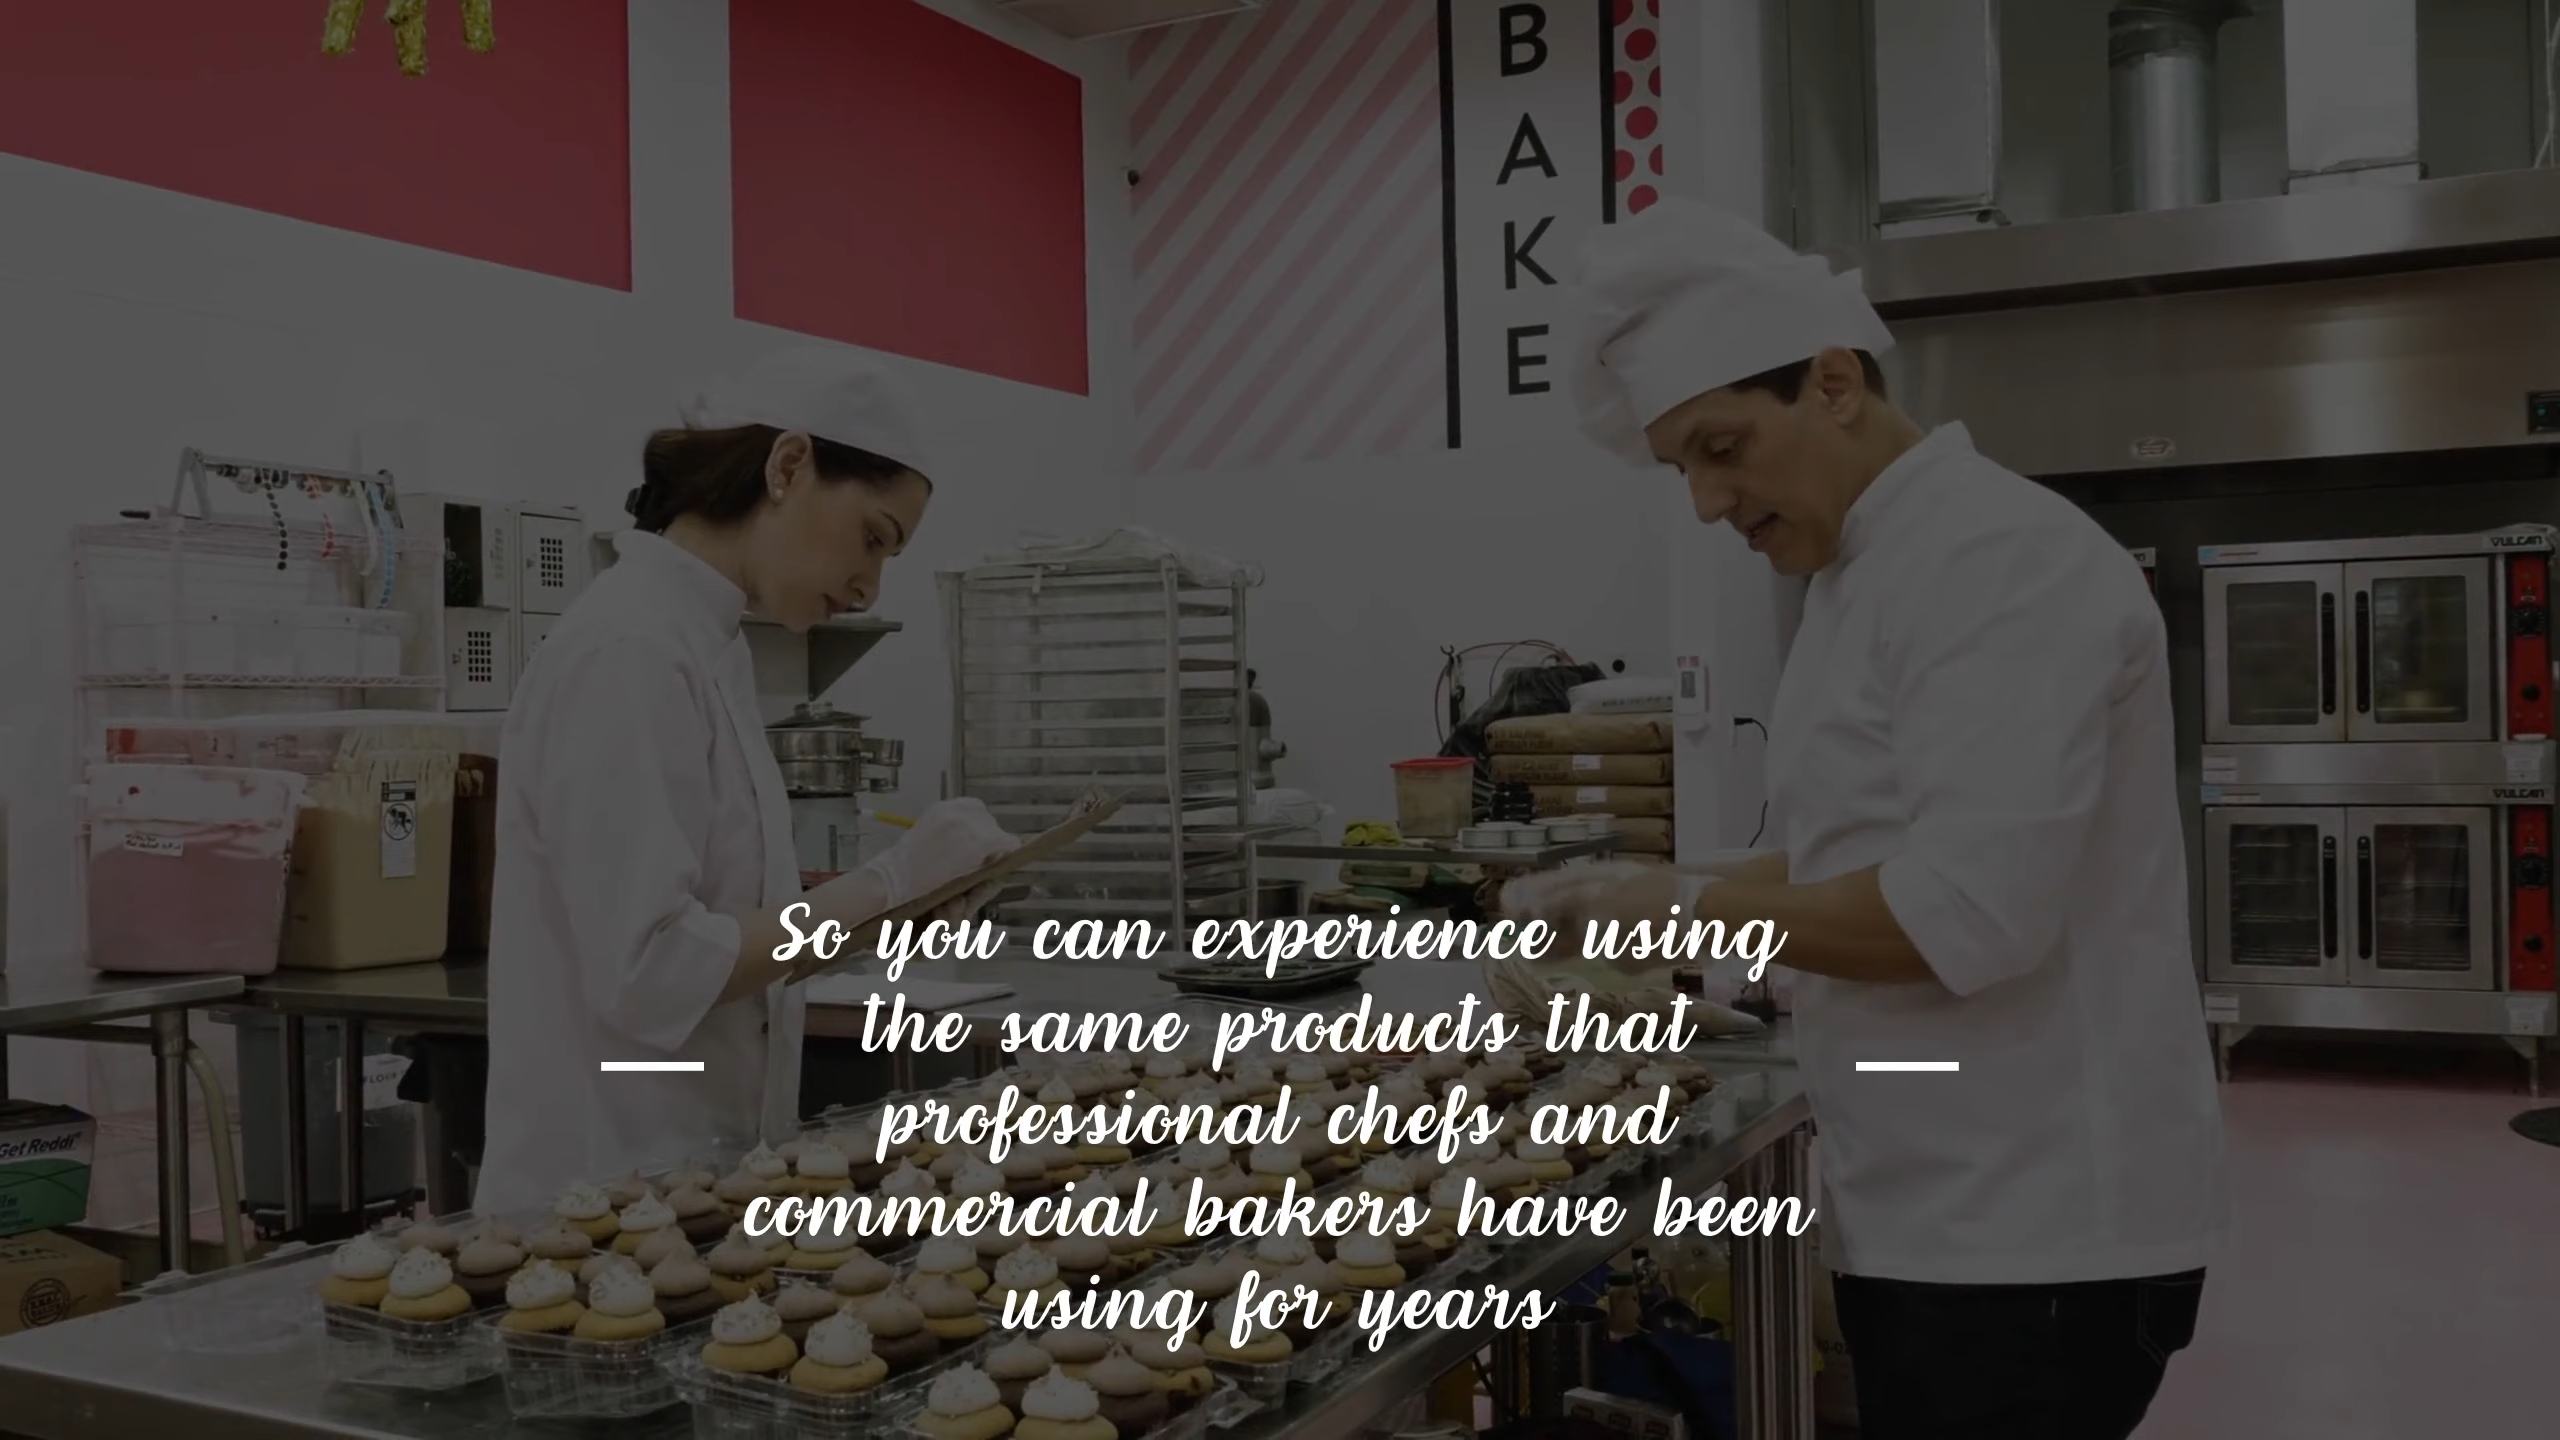 B
A
K
E
VULCAN
VULCAN
So you can experience using
the same products that
professional chefs and
commercial bakers have been
using for years
FLOUR
Get Reddi